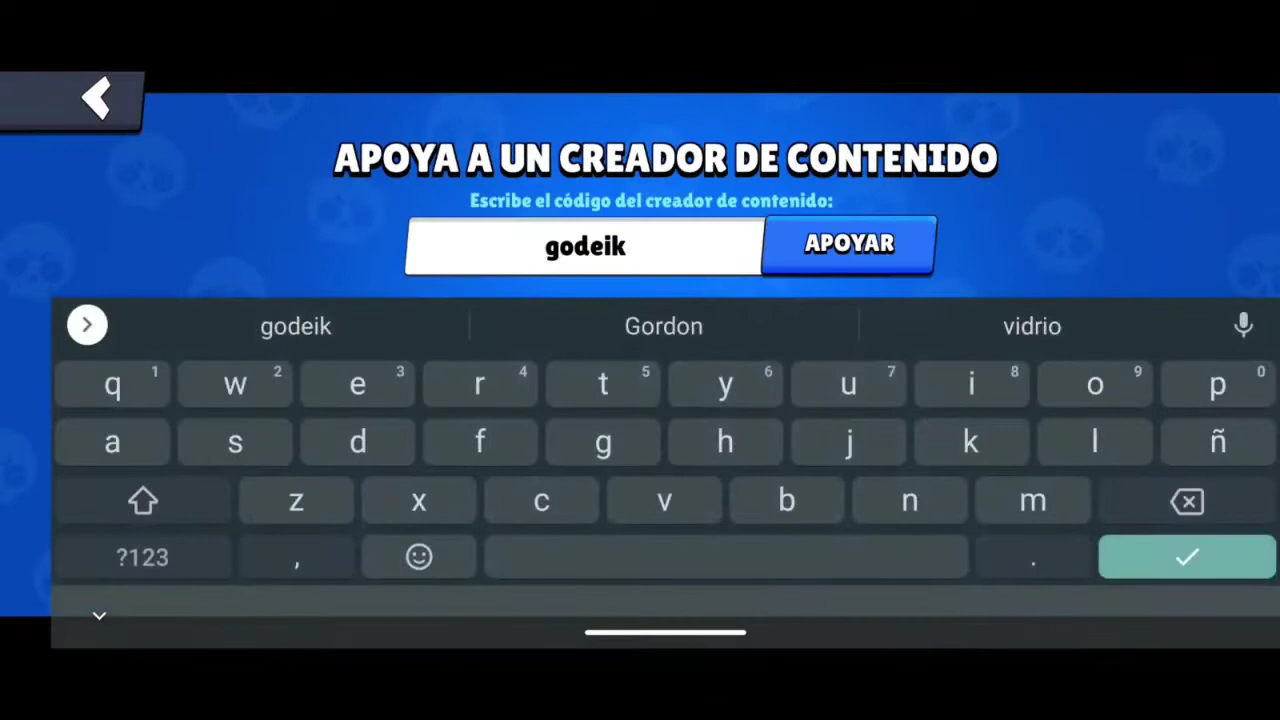 APOYA A UN CREADOR DE CONTENIDO
Escribe el código del creador de contenido:
godeik APOYAR
godeik Gordon vidrio
q 1 w 2 e 3 r 4 t 5 y 6 u 7 i 8 o 9 p 0
a s d f g h j k l ñ
z x c v b n m
?123 , .